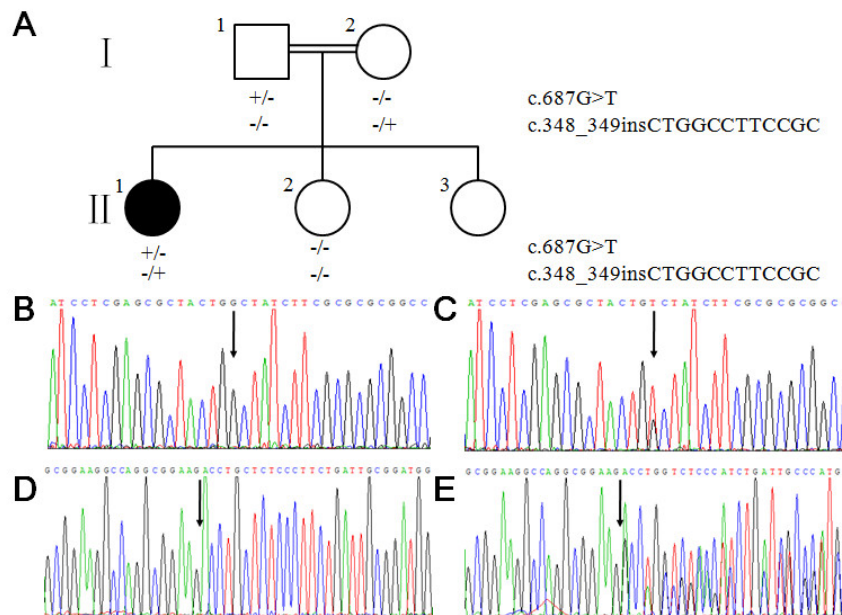 A
I
1
2
+/-
-/-
-/-
-/+
c.687G>T
c.348_349insCTGGCCTTCCGC
II
1
2
3
+/-
-/+
-/-
-/-
c.687G>T
c.348_349insCTGGCCTTCCGC
B
ATCCTCGAGCGCTACTGGCTATCTTCGCGCGCGGCC
C
ATCCTCGAGCGCTACTGTCTATCTTCGCGCGCGGC
D
GCGGAAGGCCAGGCGGAAGACCTGCTCTCCCTTCTGATTGCGGATGG
E
GCGGAAGGCCAGGCGGAAGACCTGGTCTCCCATCTGATTGCCCATG